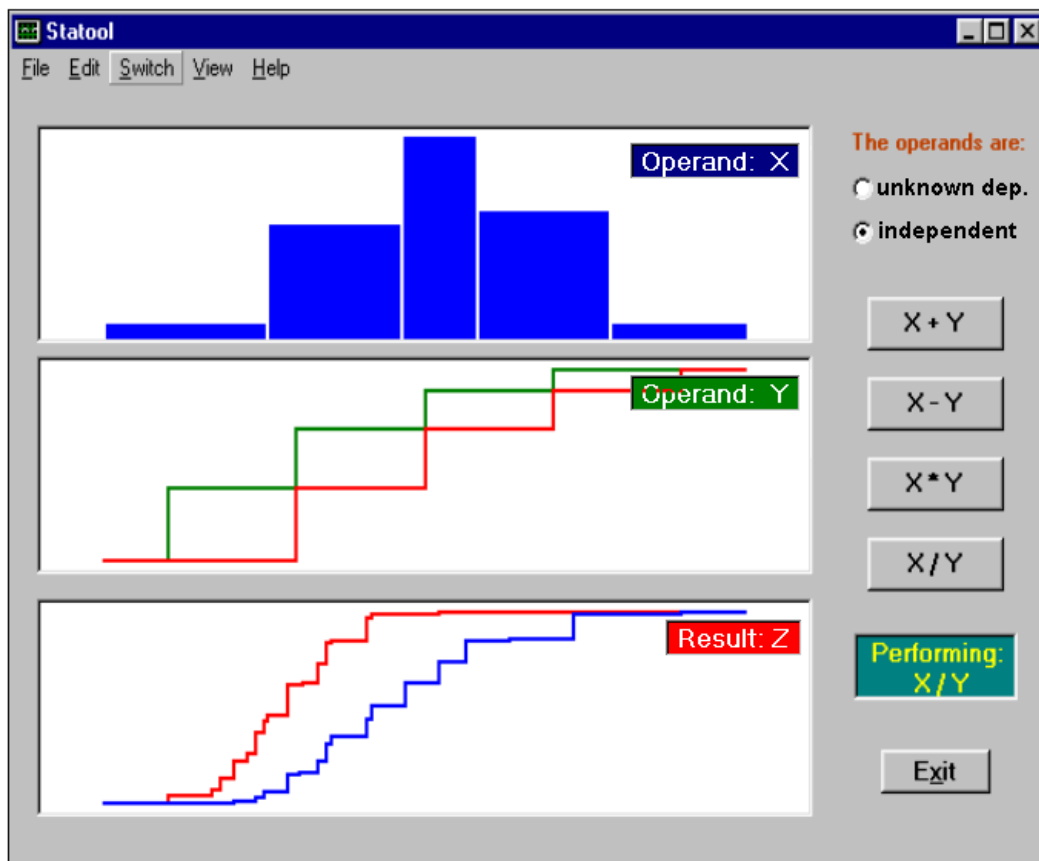 Statool
File Edit Switch View Help
Operand: X
The operands are:
unknown dep.
independent
X + Y
Operand: Y
X - Y
X * Y
X / Y
Result: Z
Performing:
X / Y
Exit